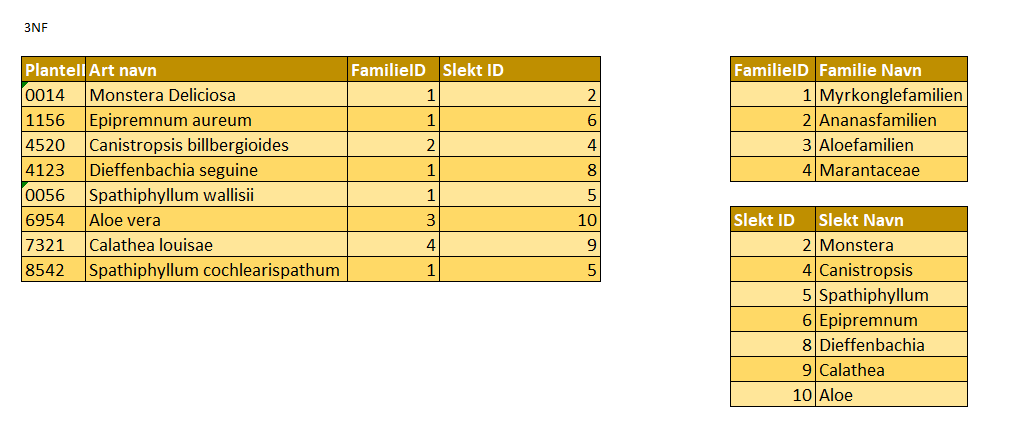 3NF
PlanteII Art navn FamilieID Slekt ID
0014 Monstera Deliciosa 1 2
1156 Epipremnum aureum 1 6
4520 Canistropsis billbergioides 2 4
4123 Dieffenbachia seguine 1 8
0056 Spathiphyllum wallisii 1 5
6954 Aloe vera 3 10
7321 Calathea louisae 4 9
8542 Spathiphyllum cochlearispathum 1 5
FamilieID Familie Navn
1 Myrkonglefamilien
2 Ananasfamilien
3 Aloefamilien
4 Marantaceae
Slekt ID Slekt Navn
2 Monstera
4 Canistropsis
5 Spathiphyllum
6 Epipremnum
8 Dieffenbachia
9 Calathea
10 Aloe